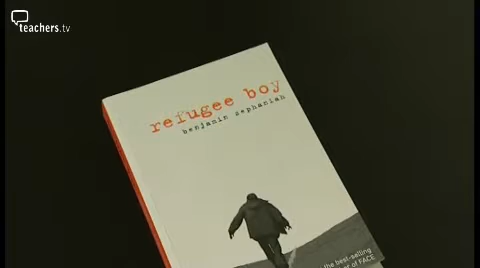 teachers.tv
refugee boy
benjamin zephaniah
the best-selling
of FACE